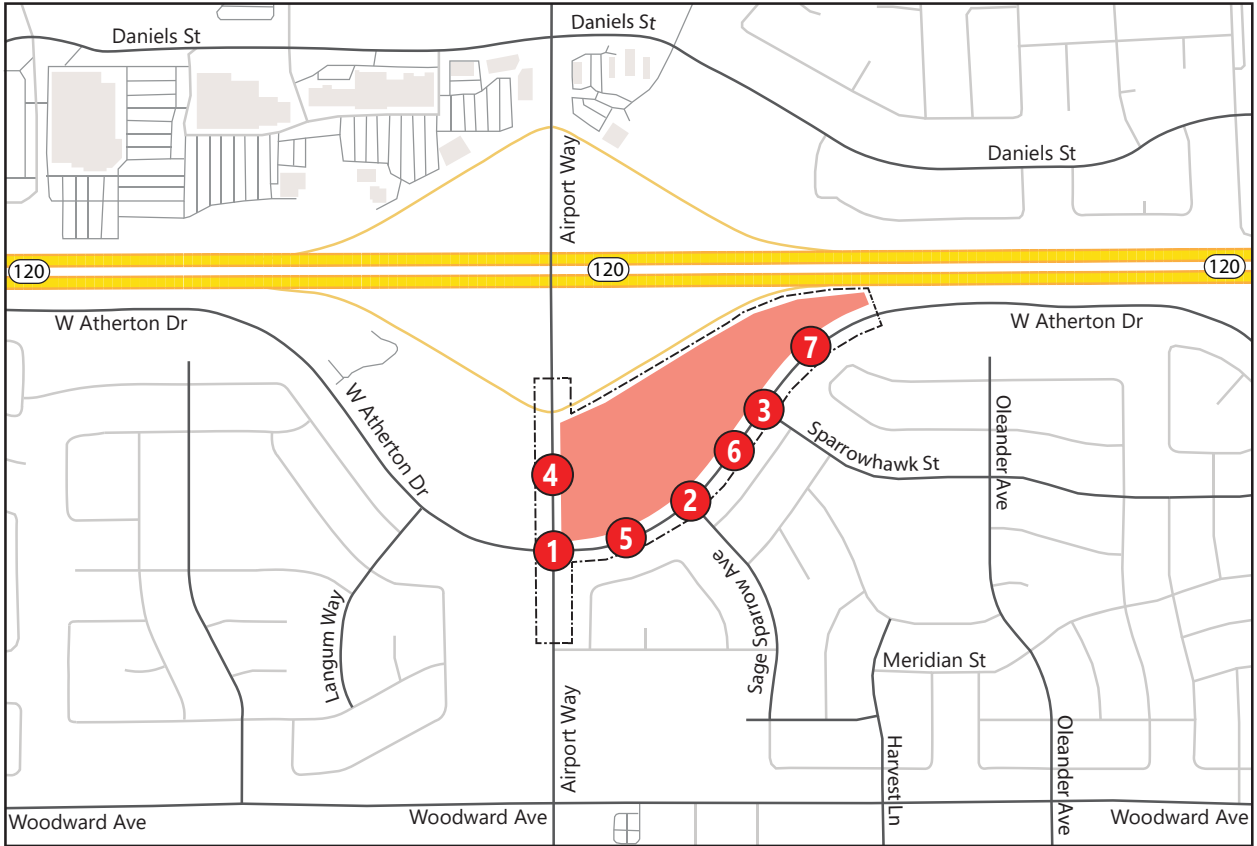 Daniels St
Daniels St
Airport Way
Daniels St
120
120
120
W Atherton Dr
W Atherton Dr
7
W Atherton Dr
3
Oleander Ave
Sparrowhawk St
6
4
2
1
5
Sage Sparrow Ave
Langum Way
Meridian St
Airport Way
Harvest Ln
Oleander Ave
Woodward Ave
Woodward Ave
Woodward Ave